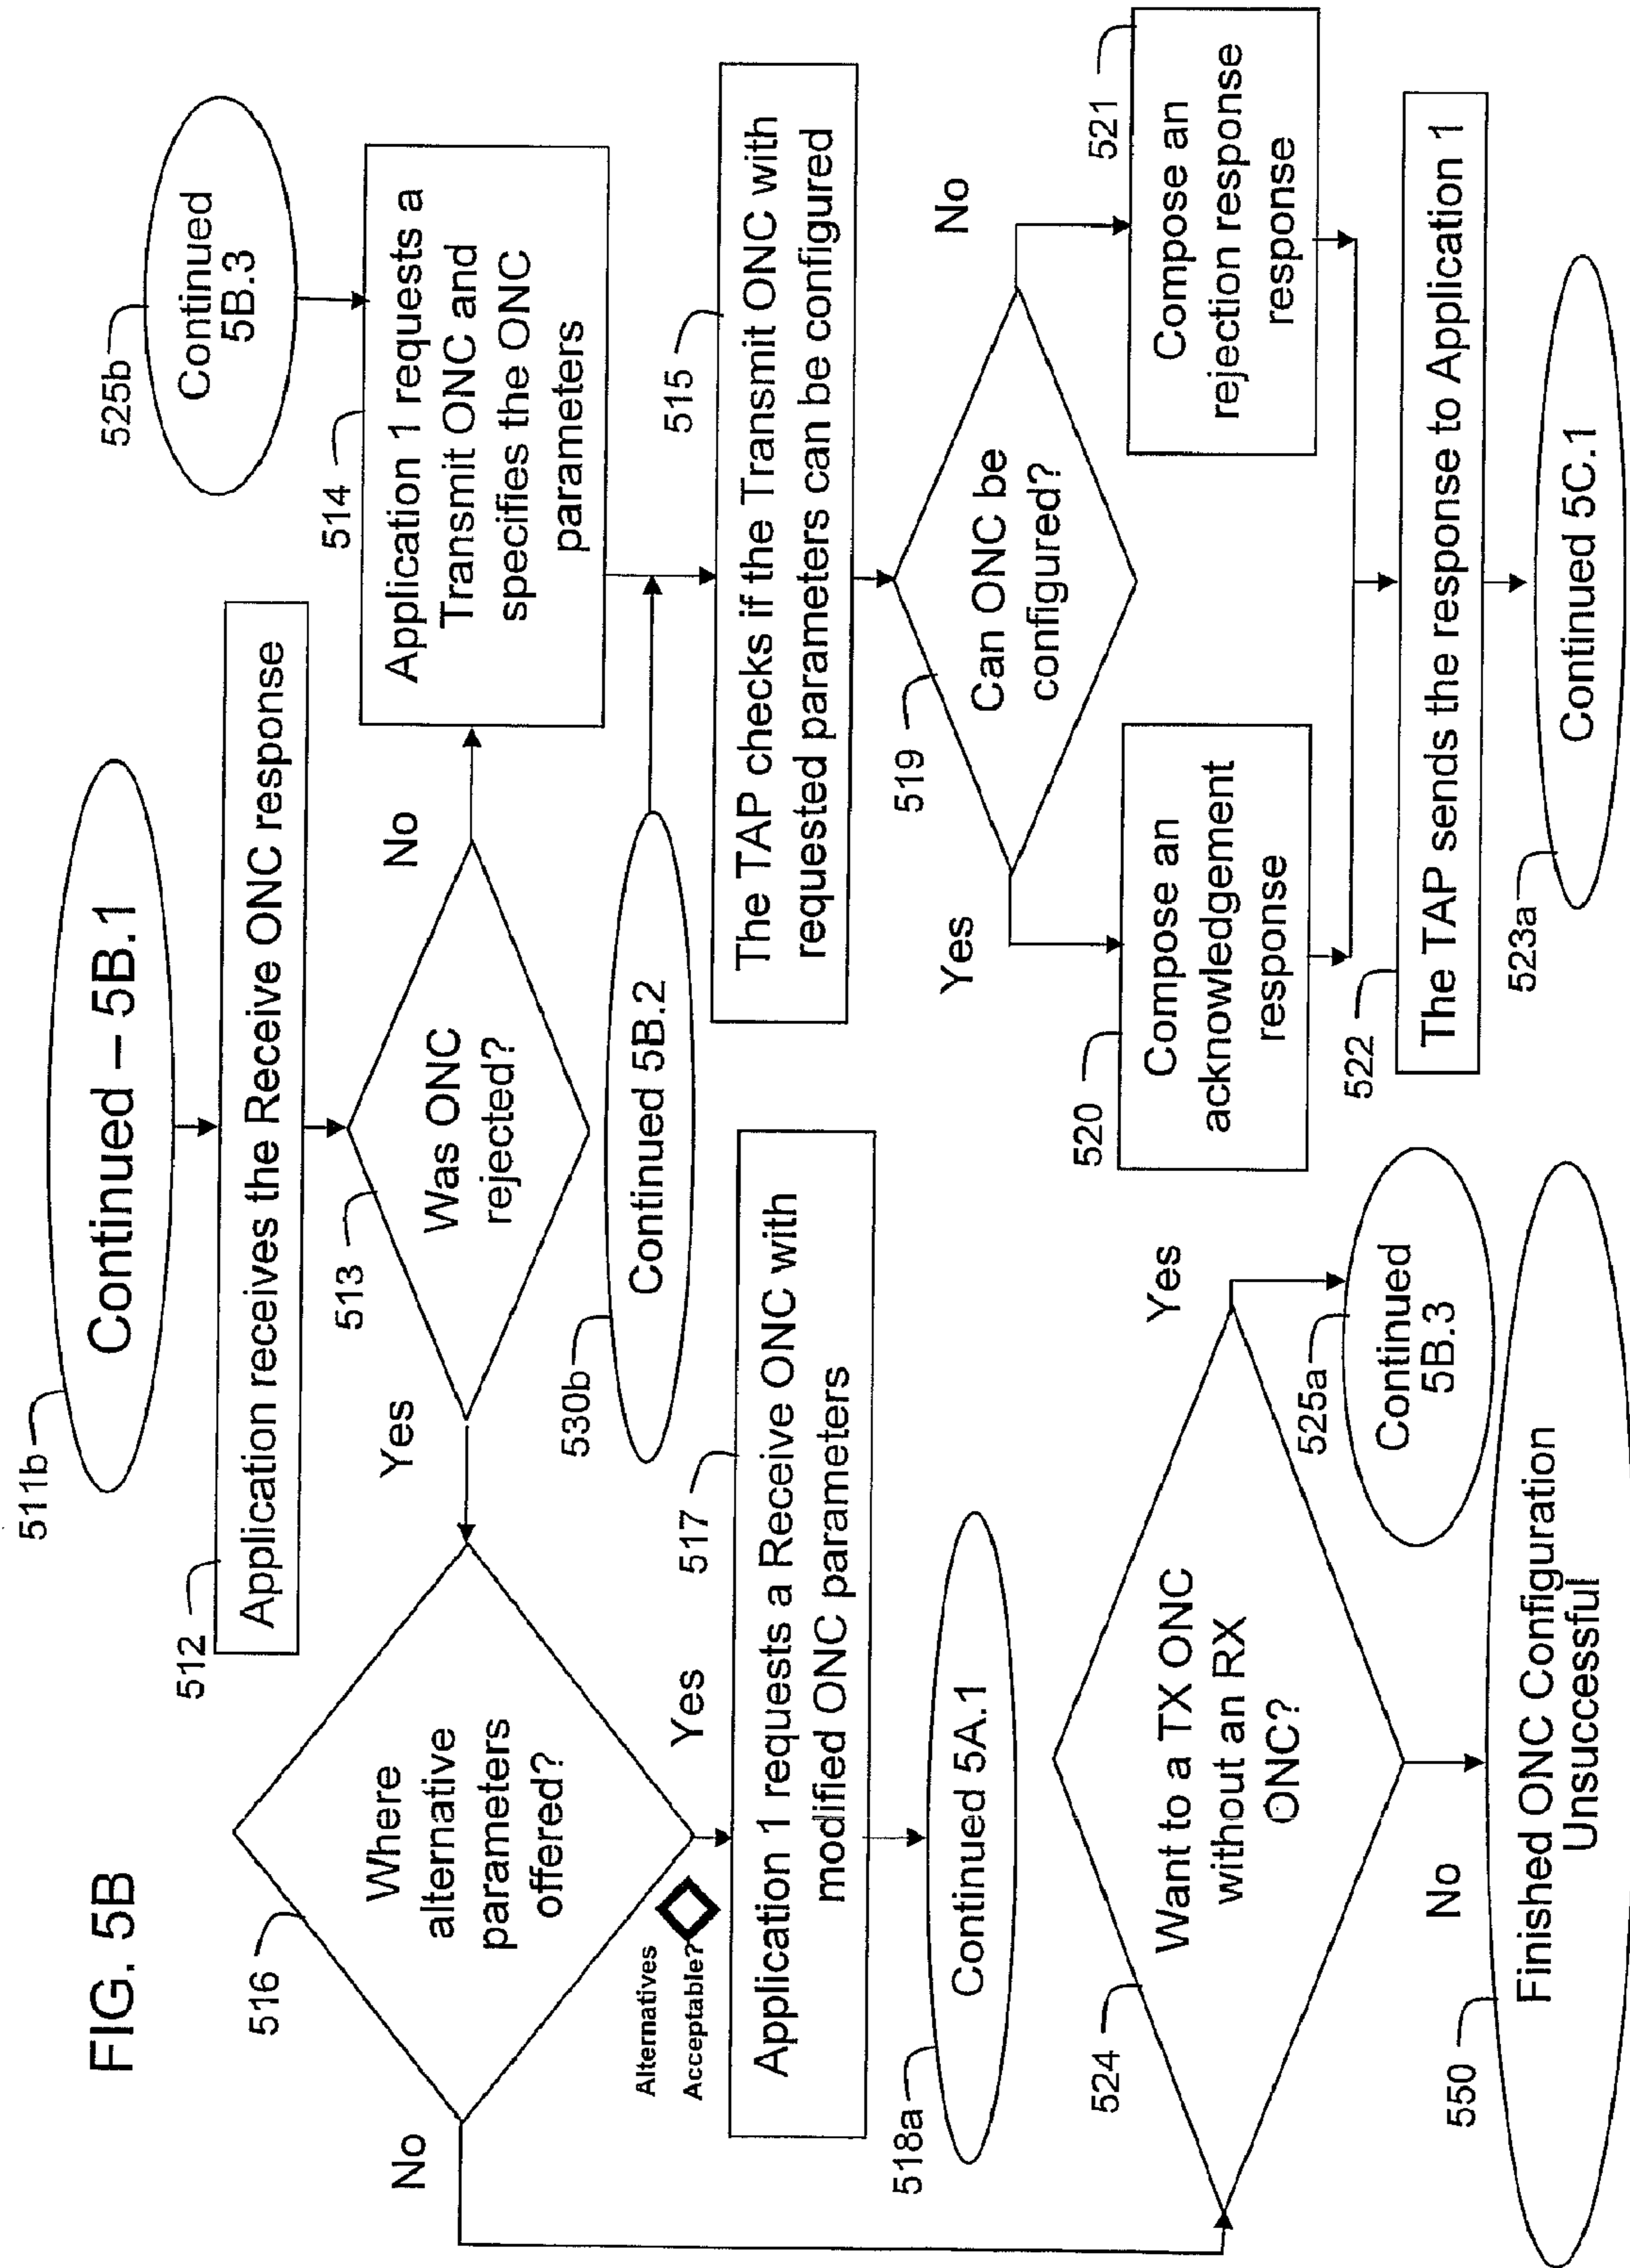 FIG. 5B
511b
Continued – 5B.1
512
Application receives the Receive ONC response
513
Was ONC
rejected?
Yes
No
516
Where
alternative
parameters
offered?
No
Yes
Alternatives
Acceptable?
517
Application 1 requests a Receive ONC with
modified ONC parameters
518a
Continued 5A.1
524
Want to a TX ONC
without an RX
ONC?
Yes
No
525a
Continued
5B.3
550
Finished ONC Configuration
Unsuccessful
530b
Continued 5B.2
525b
Continued
5B.3
514
Application 1 requests a
Transmit ONC and
specifies the ONC
parameters
515
The TAP checks if the Transmit ONC with
requested parameters can be configured
519
Can ONC be
configured?
Yes
No
520
Compose an
acknowledgement
response
521
Compose an
rejection response
response
522
The TAP sends the response to Application 1
523a
Continued 5C.1